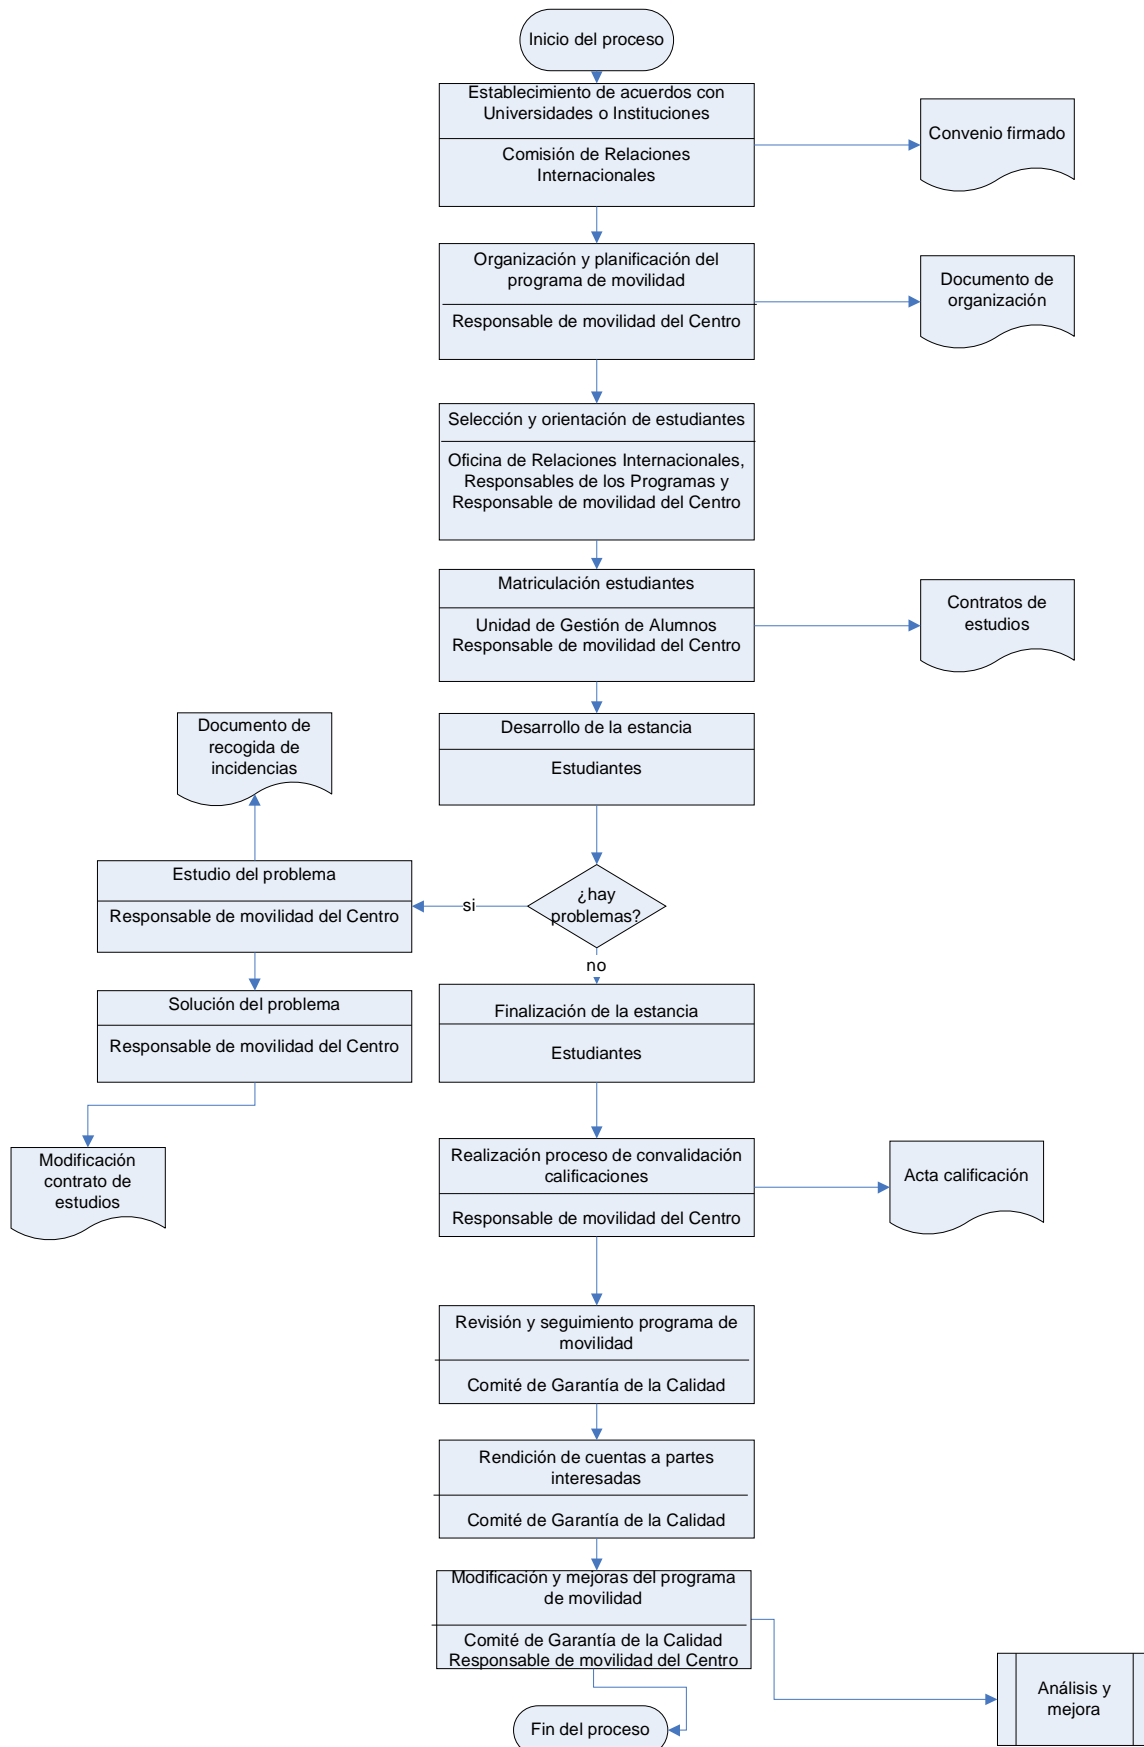 Inicio del proceso
Establecimiento de acuerdos con
Universidades o Instituciones
Comisión de Relaciones
Internacionales
Convenio firmado
Organización y planificación del
programa de movilidad
Responsable de movilidad del Centro
Documento de
organización
Selección y orientación de estudiantes
Oficina de Relaciones Internacionales,
Responsables de los Programas y
Responsable de movilidad del Centro
Matriculación estudiantes
Unidad de Gestión de Alumnos
Responsable de movilidad del Centro
Contratos de
estudios
Desarrollo de la estancia
Estudiantes
Documento de
recogida de
incidencias
¿hay
problemas?
si
no
Estudio del problema
Responsable de movilidad del Centro
Solución del problema
Responsable de movilidad del Centro
Modificación
contrato de
estudios
Finalización de la estancia
Estudiantes
Realización proceso de convalidación
calificaciones
Responsable de movilidad del Centro
Acta calificación
Revisión y seguimiento programa de
movilidad
Comité de Garantía de la Calidad
Rendición de cuentas a partes
interesadas
Comité de Garantía de la Calidad
Modificación y mejoras del programa
de movilidad
Comité de Garantía de la Calidad
Responsable de movilidad del Centro
Análisis y
mejora
Fin del proceso